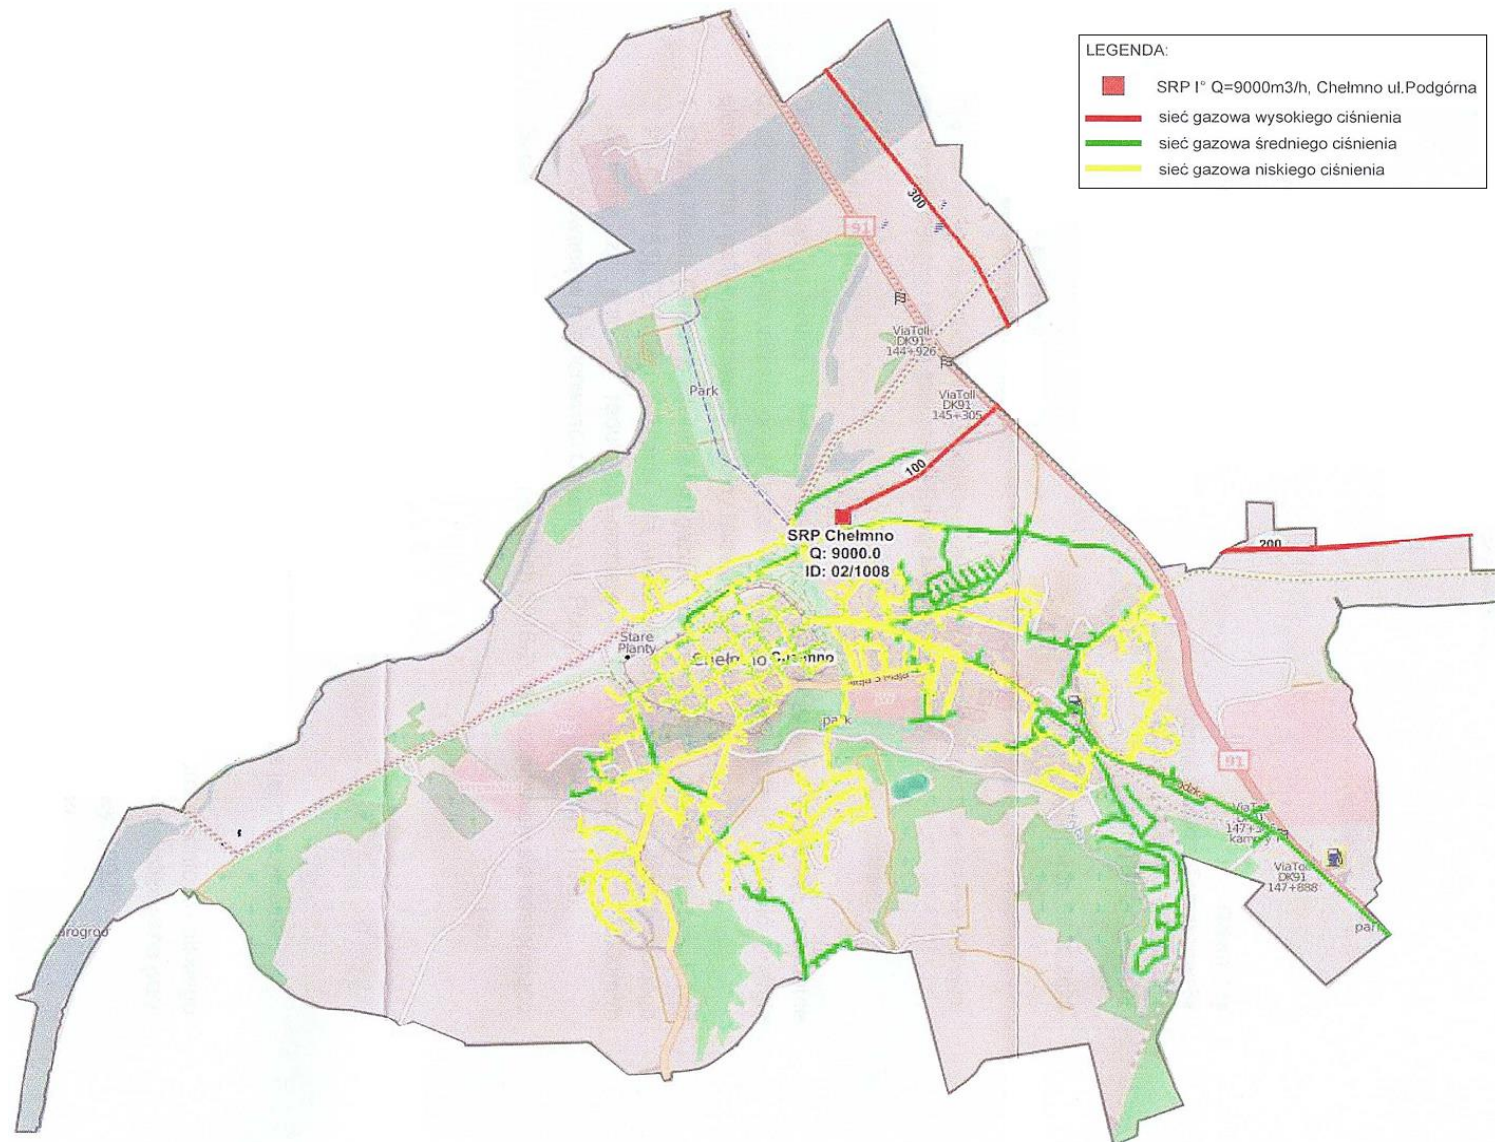 LEGENDA:
SRP I° Q=9000m3/h, Chełmno ul.Podgórna
sieć gazowa wysokiego ciśnienia
sieć gazowa średniego ciśnienia
sieć gazowa niskiego ciśnienia
300
91
ViaToll
DK91
144+926
Park
ViaToll
DK91
145+305
100
SRP Chełmno
Q: 9000.0
ID: 02/1008
200
Stare
Planty
Chełmno
park
91
ViaToll
DK91
147+888
park